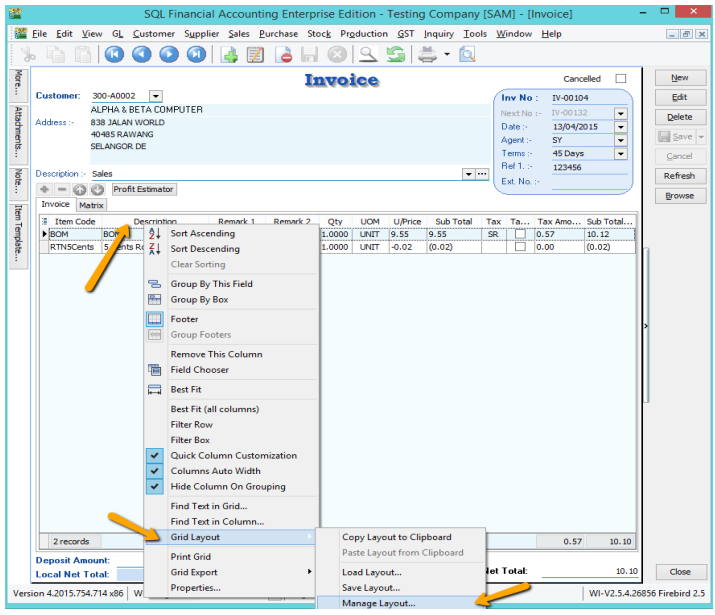 SQL Financial Accounting Enterprise Edition - Testing Company [SAM] - [Invoice]
File Edit View GL Customer Supplier Sales Purchase Stock Production GST Inquiry Tools Window Help
More...
Attachments...
Note...
Item Template...
Invoice
Cancelled
Customer: 300-A0002
ALPHA & BETA COMPUTER
Address :- 838 JALAN WORLD
40485 RAWANG
SELANGOR DE
Inv No : IV-00104
Next No : IV-00132
Date :- 13/04/2015
Agent :- SY
Terms :- 45 Days
Ref 1. :- 123456
Ext. No. :-
Description :- Sales
Profit Estimator
New
Edit
Delete
Save
Cancel
Refresh
Browse
Invoice Matrix
Item Code Description Remark 1 Remark 2 Qty UOM U/Price Sub Total Tax Ta... Tax Amo... Sub Total...
BOM BOM 1.0000 UNIT 9.55 9.55 SR 0.57 10.12
RTN5Cents 5 Cents Ro 1.0000 UNIT -0.02 (0.02) 0.00 (0.02)
Sort Ascending
Sort Descending
Clear Sorting
Group By This Field
Group By Box
Footer
Group Footers
Remove This Column
Field Chooser
Best Fit
Best Fit (all columns)
Filter Row
Filter Box
Quick Column Customization
Columns Auto Width
Hide Column On Grouping
Find Text in Grid...
Find Text in Column...
Grid Layout
Print Grid
Grid Export
Properties...
Copy Layout to Clipboard
Paste Layout from Clipboard
Load Layout...
Save Layout...
Manage Layout...
2 records 0.57 10.10
Deposit Amount:
Local Net Total: Net Total: 10.10
Close
Version 4.2015.754.714 x86 WI-V2.5.4.26856 Firebird 2.5